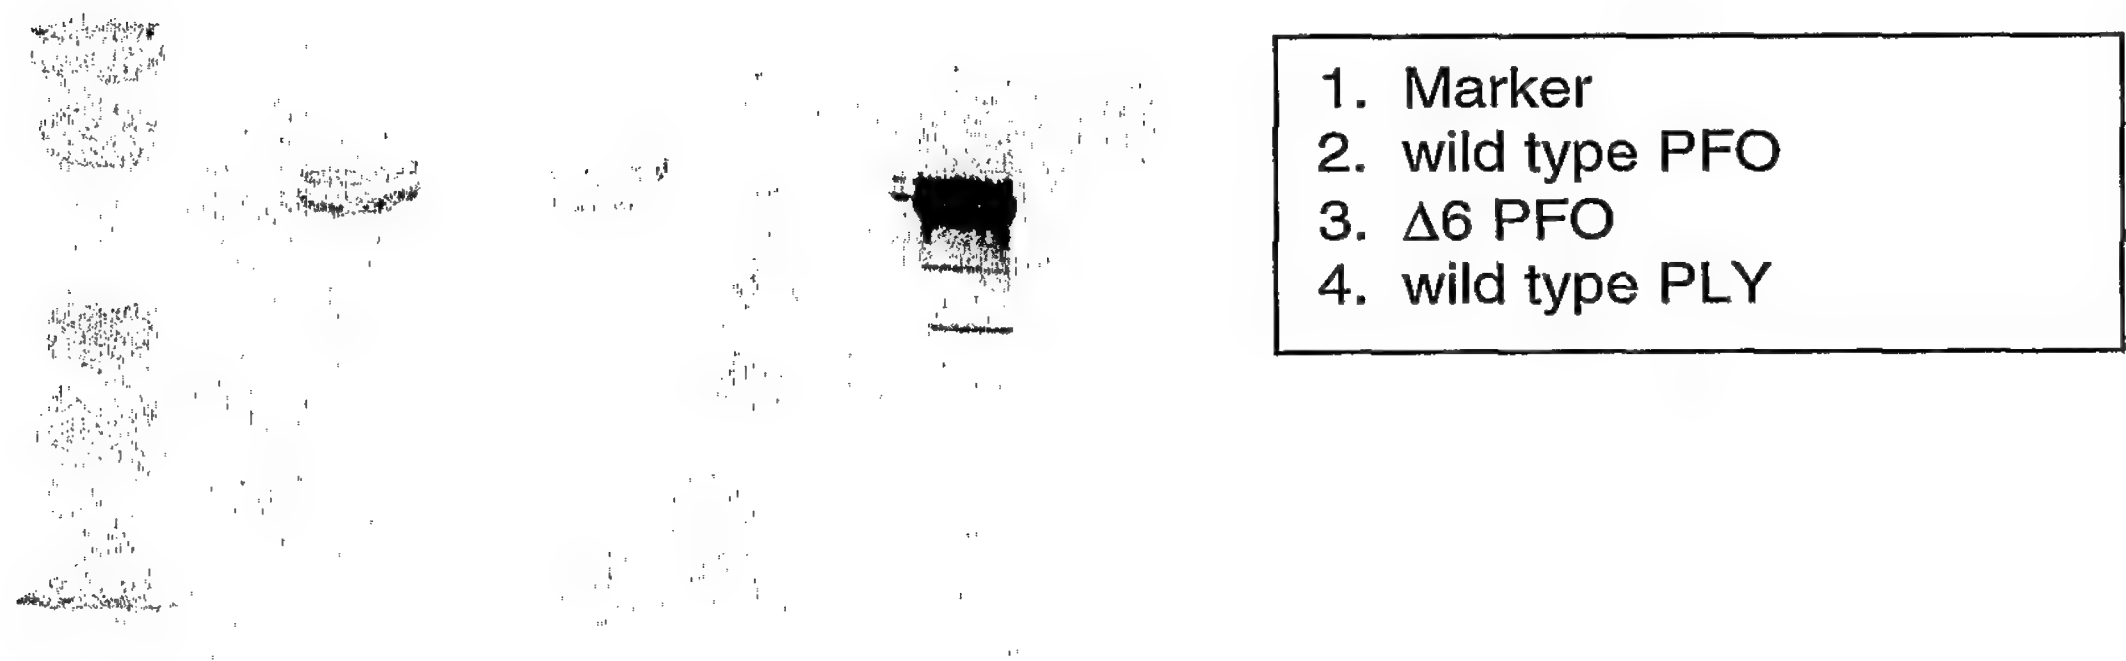 1. Marker
2. wild type PFO
3. Δ6 PFO
4. wild type PLY